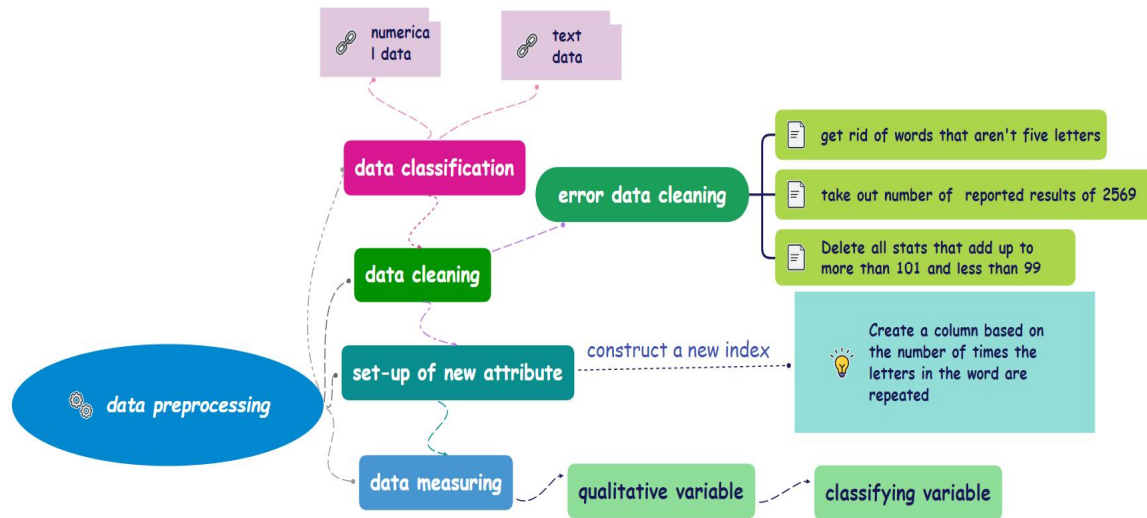 numerica
l data
text
data
data classification
error data cleaning
get rid of words that aren't five letters
take out number of reported results of 2569
Delete all stats that add up to
more than 101 and less than 99
data cleaning
construct a new index
Create a column based on
the number of times the
letters in the word are
repeated
set-up of new attribute
data preprocessing
data measuring
qualitative variable
classifying variable